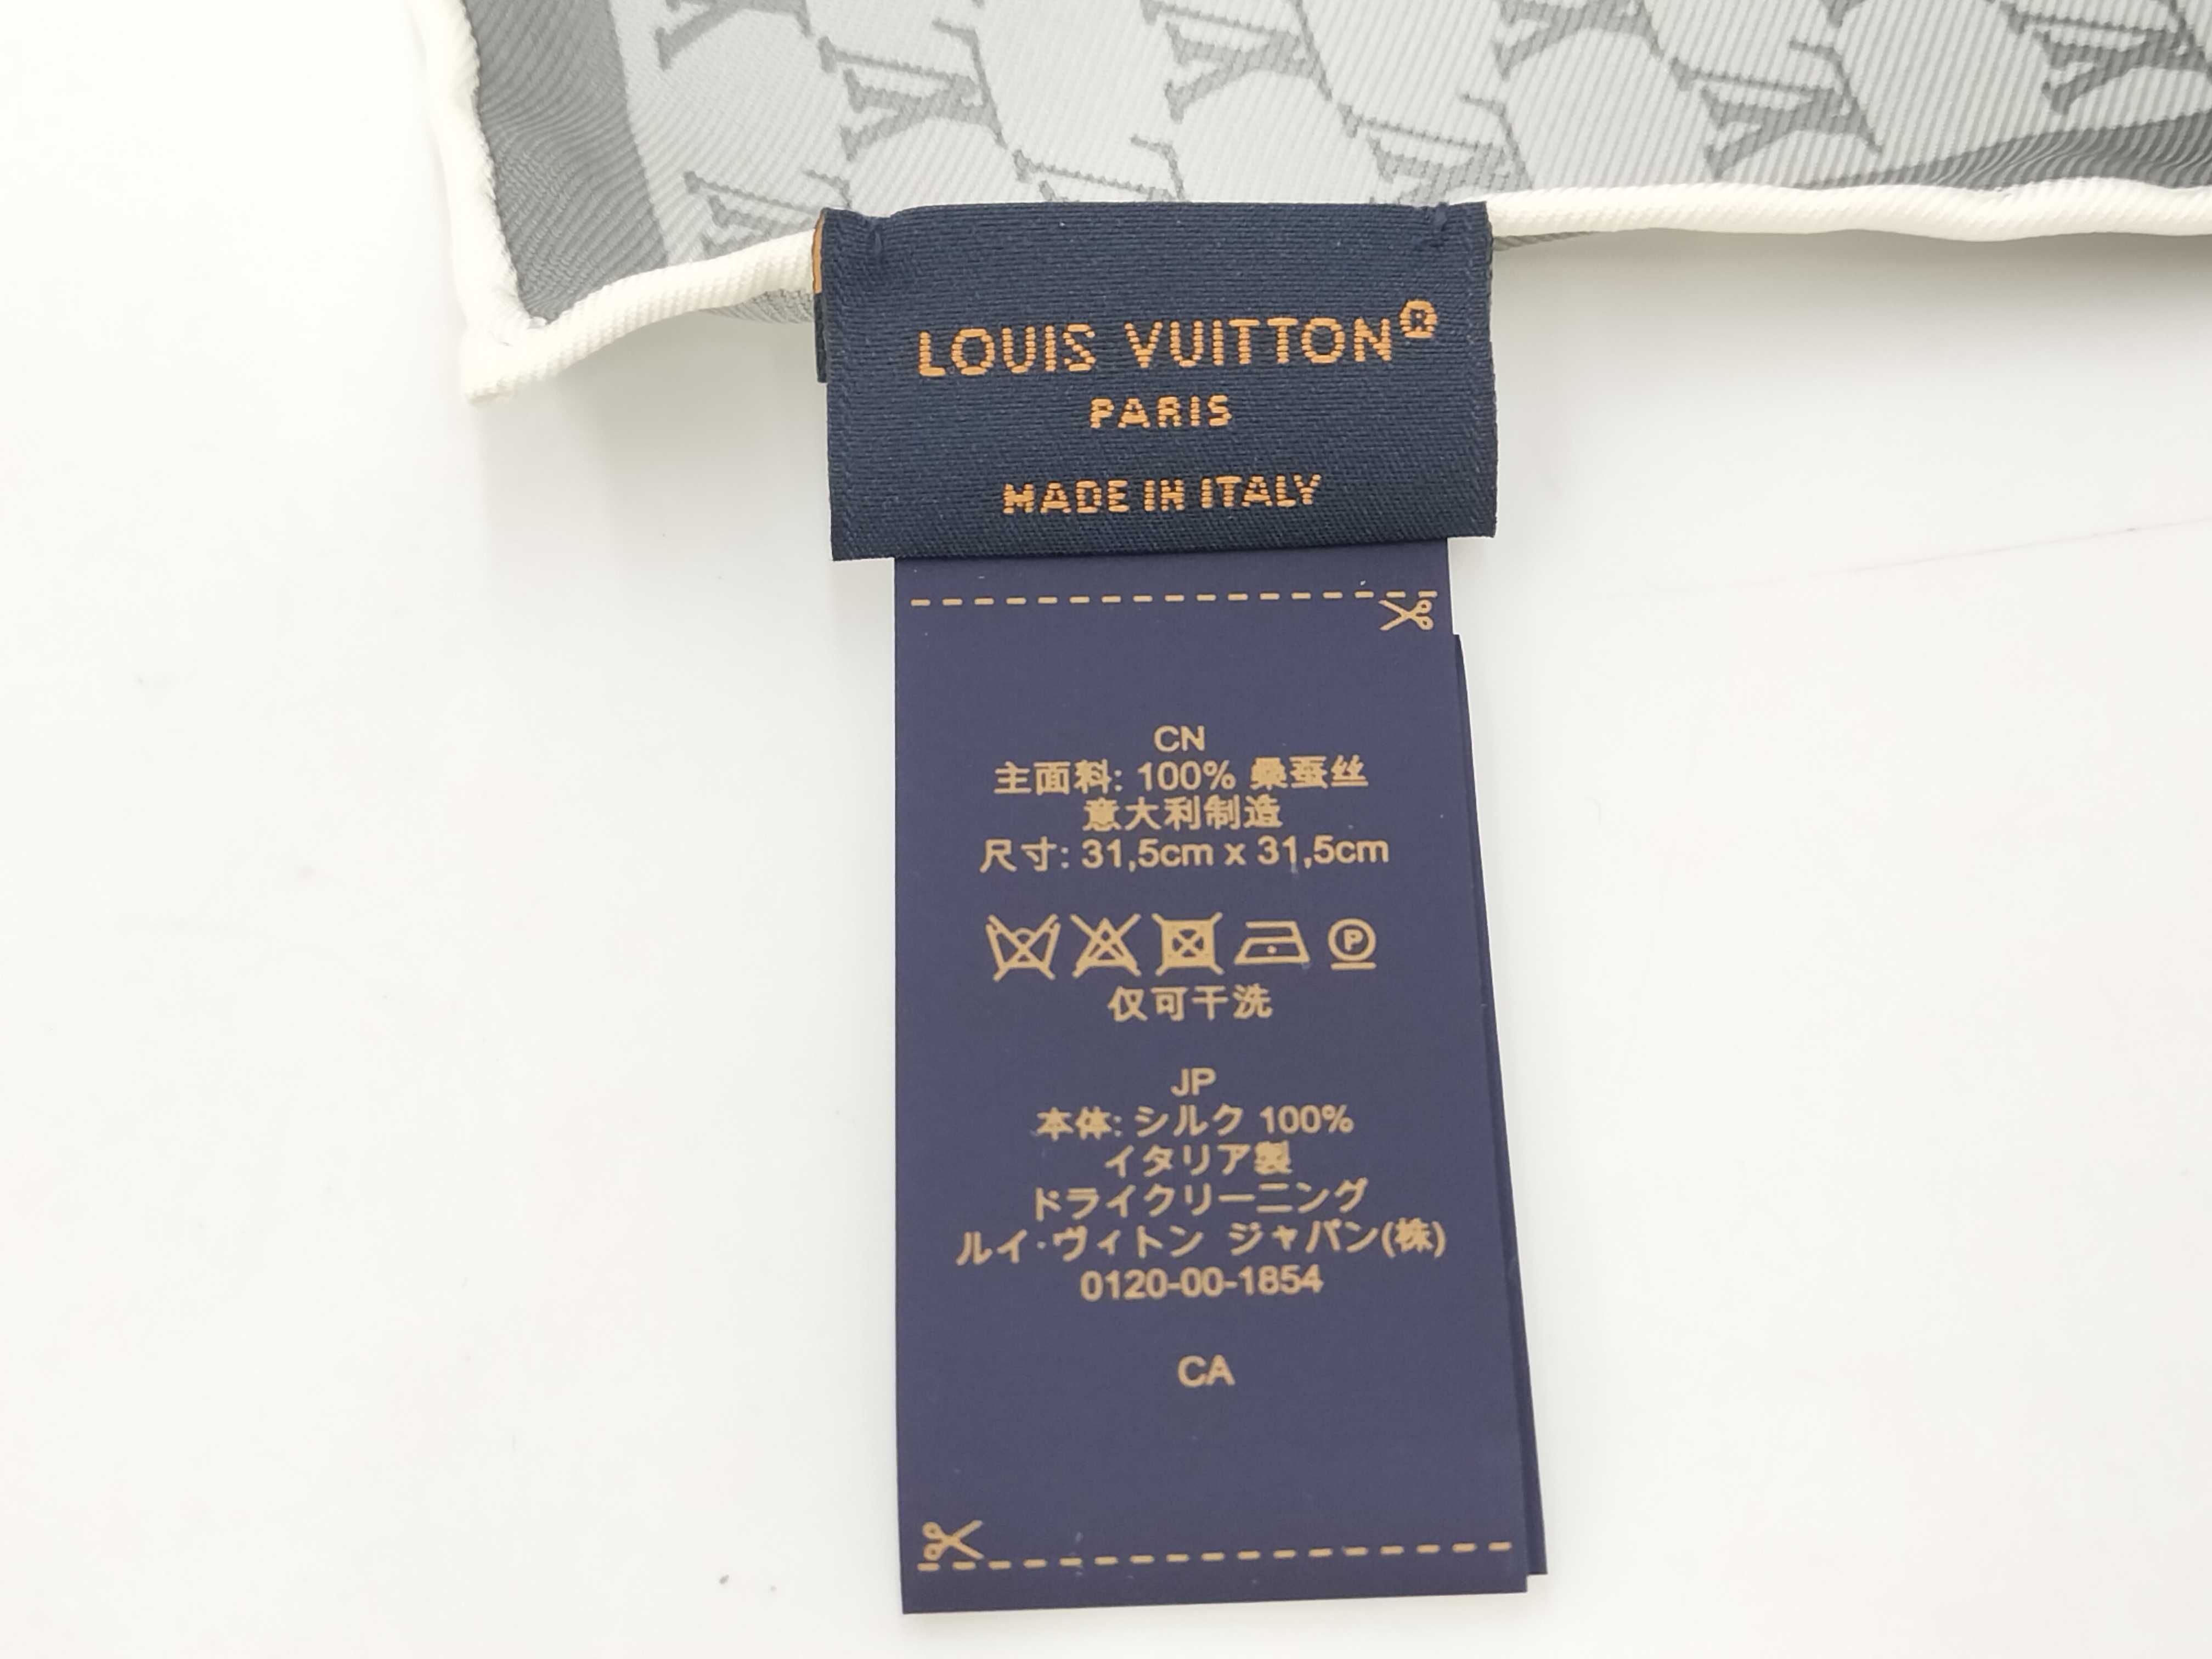 LOUIS VUITTON®
PARIS
MADE IN ITALY
CN
主面料: 100% 桑蚕丝
意大利制造
尺寸: 31,5cm x 31,5cm
P
仅可干洗
JP
本体: シルク 100%
イタリア製
ドライクリーニング
ルイ·ヴィトン ジャパン(株)
0120-00-1854
CA